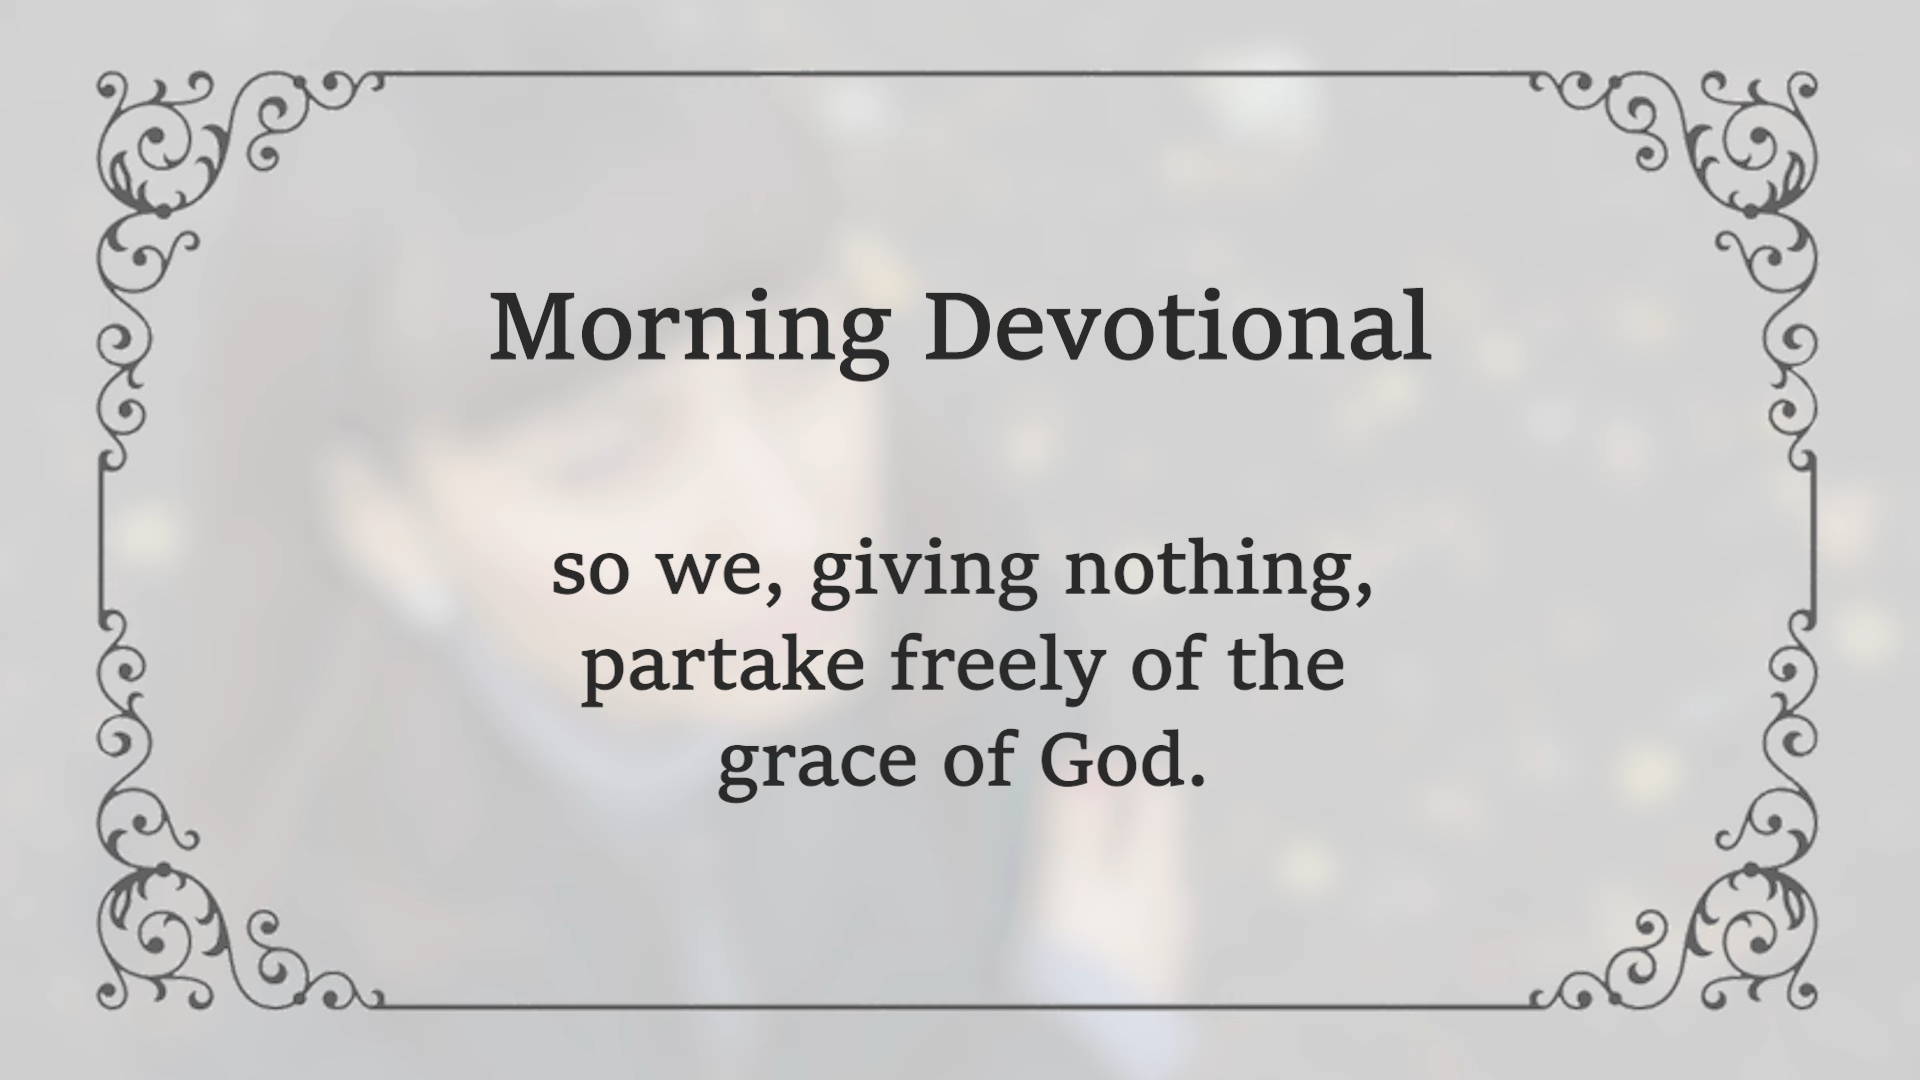 Morning Devotional
so we, giving nothing,
partake freely of the
grace of God.